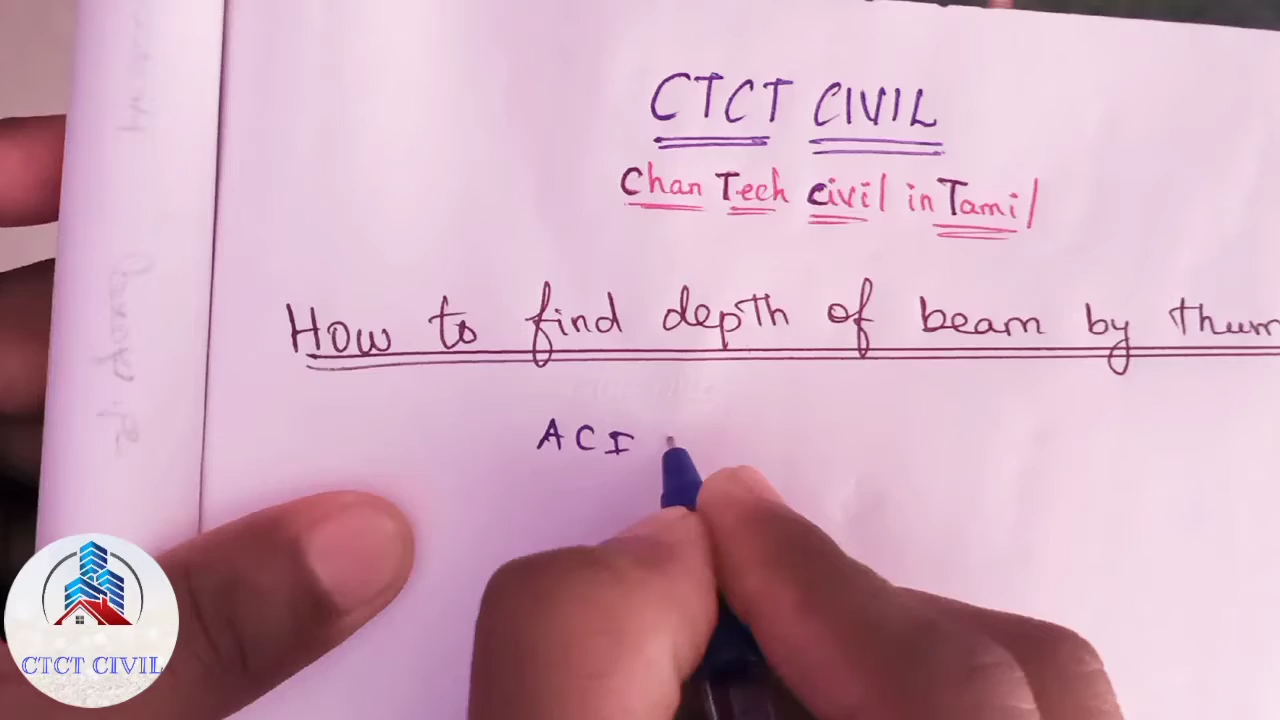 CTCT CIVIL
Chan Tech Civil in Tamil
How to find depth of beam by thum
ACI
CTCT CIVIL